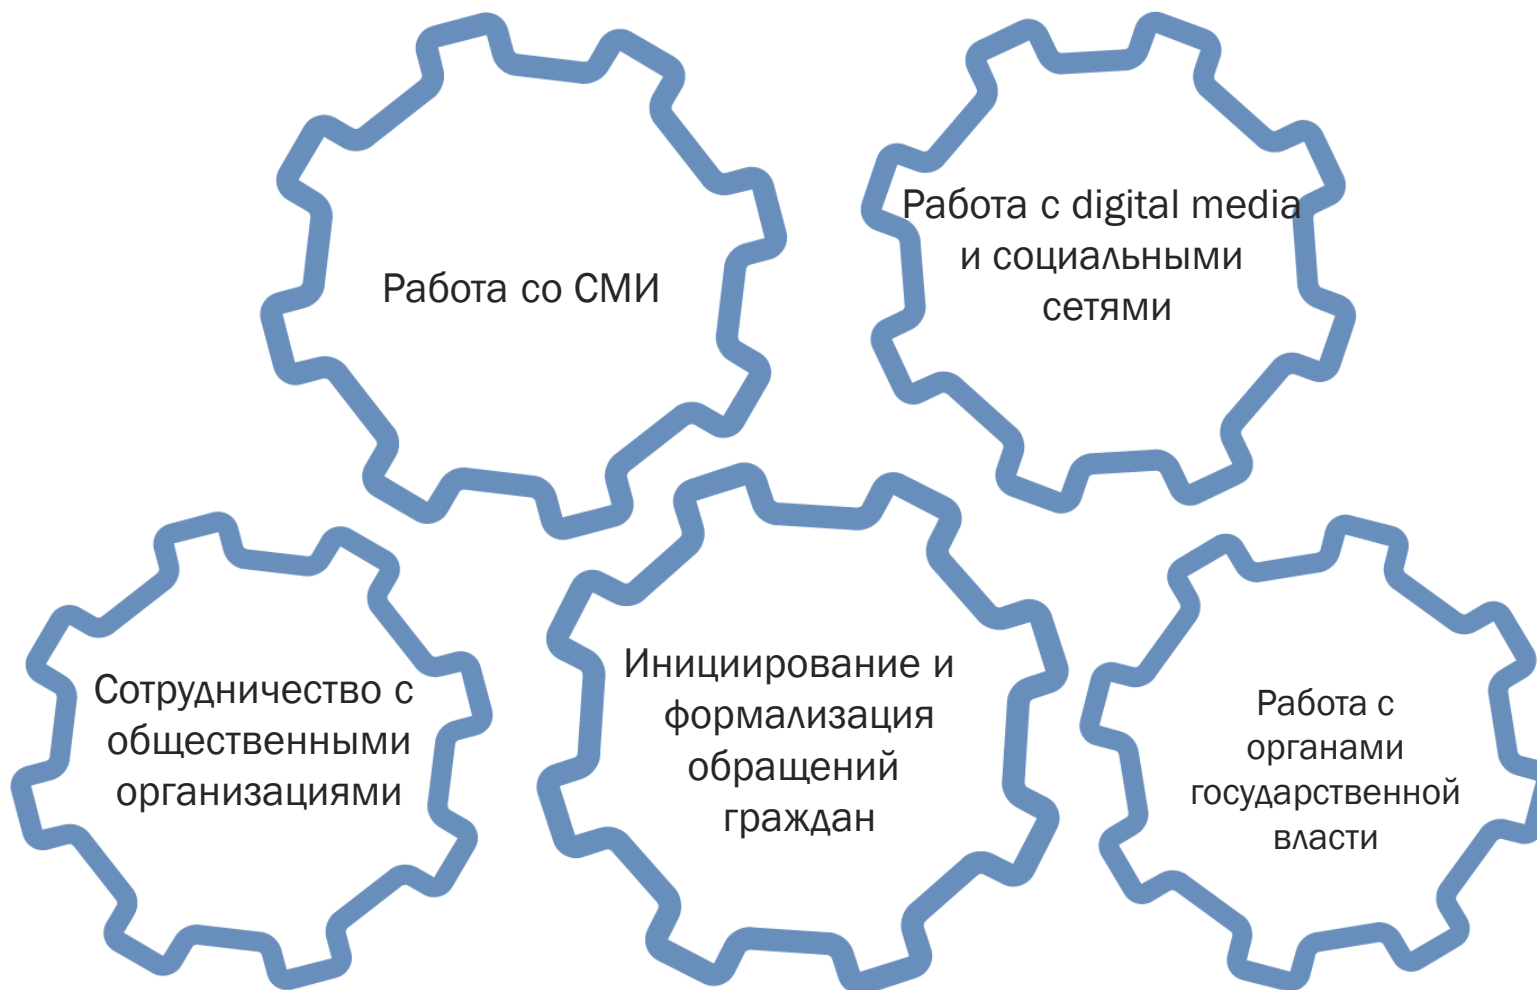 Работа со СМИ
Работа с digital media
и социальными
сетями
Сотрудничество с
общественными
организациями
Инициирование и
формализация
обращений
граждан
Работа с
органами
государственной
власти